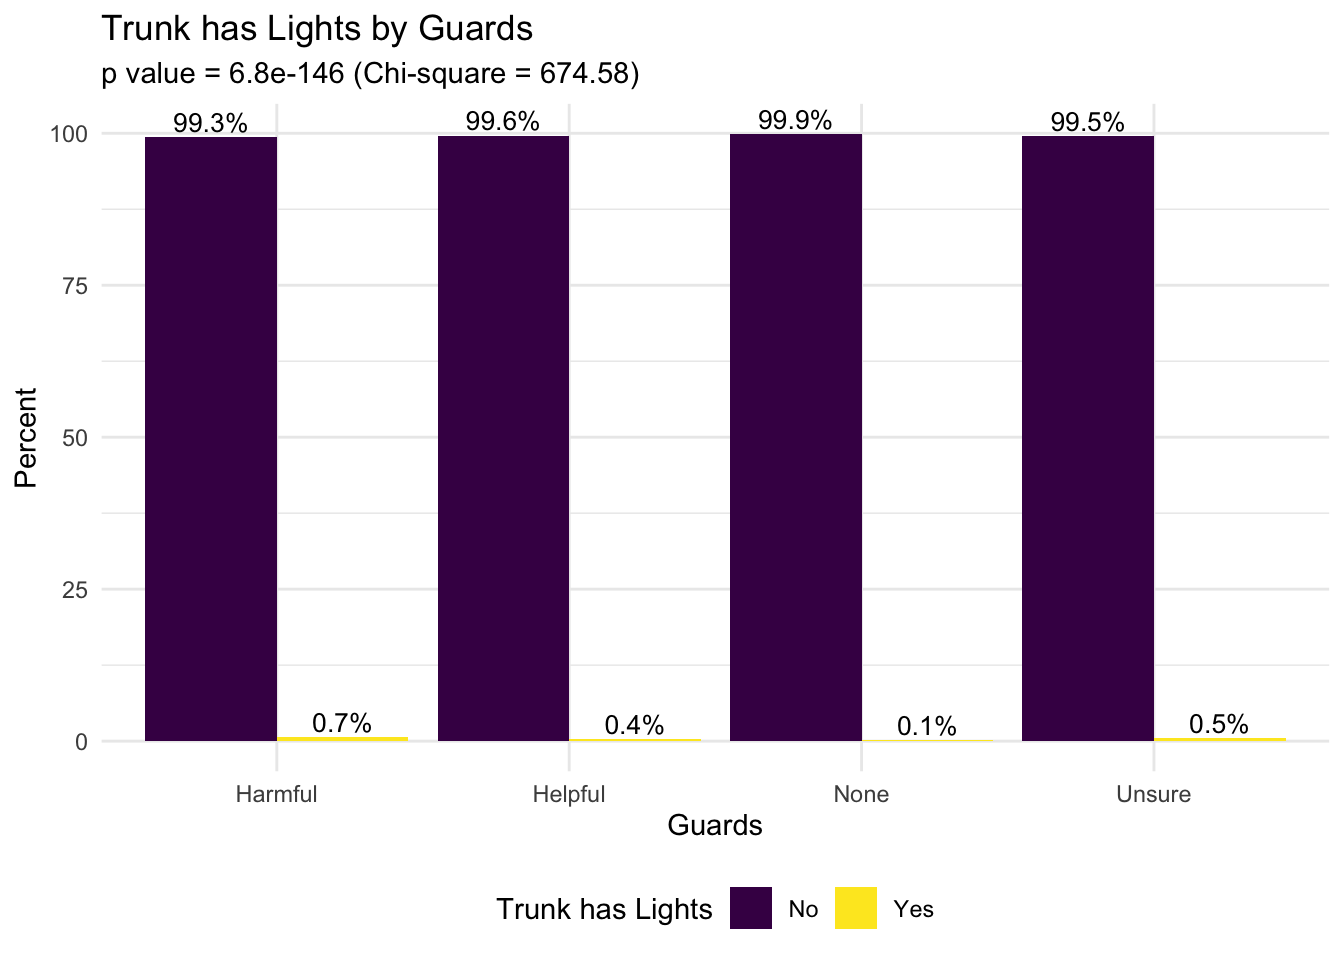 Trunk has Lights by Guards
p value = 6.8e-146 (Chi-square = 674.58)
99.3% 99.6% 99.9% 99.5%
100
75
50
25
0
Percent
0.7% 0.4% 0.1% 0.5%
Harmful Helpful None Unsure
Guards
Trunk has Lights No Yes